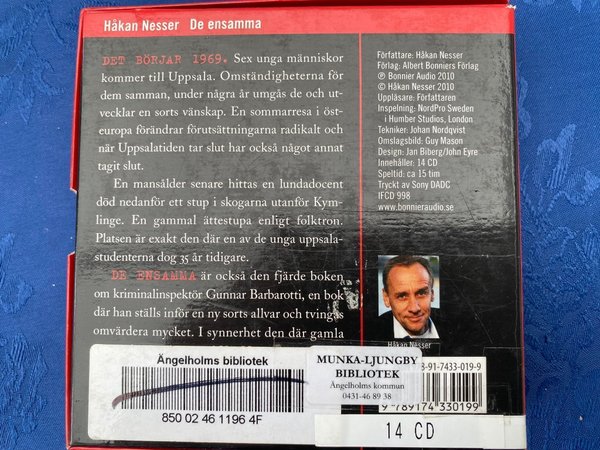 Håkan Nesser De ensamma
DET BÖRJAR 1969. Sex unga människor
kommer till Uppsala. Omständigheterna för
dem samman, under några år umgås de och ut-
vecklar en sorts vänskap. En sommarresa i öst-
europa förändrar förutsättningarna radikalt och
när Uppsalatiden tar slut har också något annat
tagit slut.
En mansålder senare hittas en lundadocent
död nedanför ett stup i skogarna utanför Kym-
linge. En gammal ättestupa enligt folktron.
Platsen är exakt den där en av de unga uppsala-
studenterna dog 35 år tidigare.
DE ENSAMMA är också den fjärde boken
om kriminalinspektör Gunnar Barbarotti, en bok
där han ställs inför en ny sorts allvar och tvingas
omvärdera mycket. I synnerhet den där gamla
Författare: Håkan Nesser
Förlag: Albert Bonniers Förlag
℗ Bonnier Audio 2010
© Håkan Nesser 2010
Uppläsare: Författaren
Inspelning: NordPro Sweden
i Humber Studios, London
Tekniker: Johan Nordqvist
Omslagsbild: Guy Mason
Design: Jan Biberg/John Eyre
Innehåller: 14 CD
Speltid: ca 15 tim
Tryckt av Sony DADC
IFCD 998
www.bonnieraudio.se
Håkan Nesser
Ängelholms bibliotek
850 02 46 1196 4F
MUNKA-LJUNGBY
BIBLIOTEK
Ängelholms kommun
0431-46 89 38
8-91-7433-019-9
9 789174 330199
14 CD